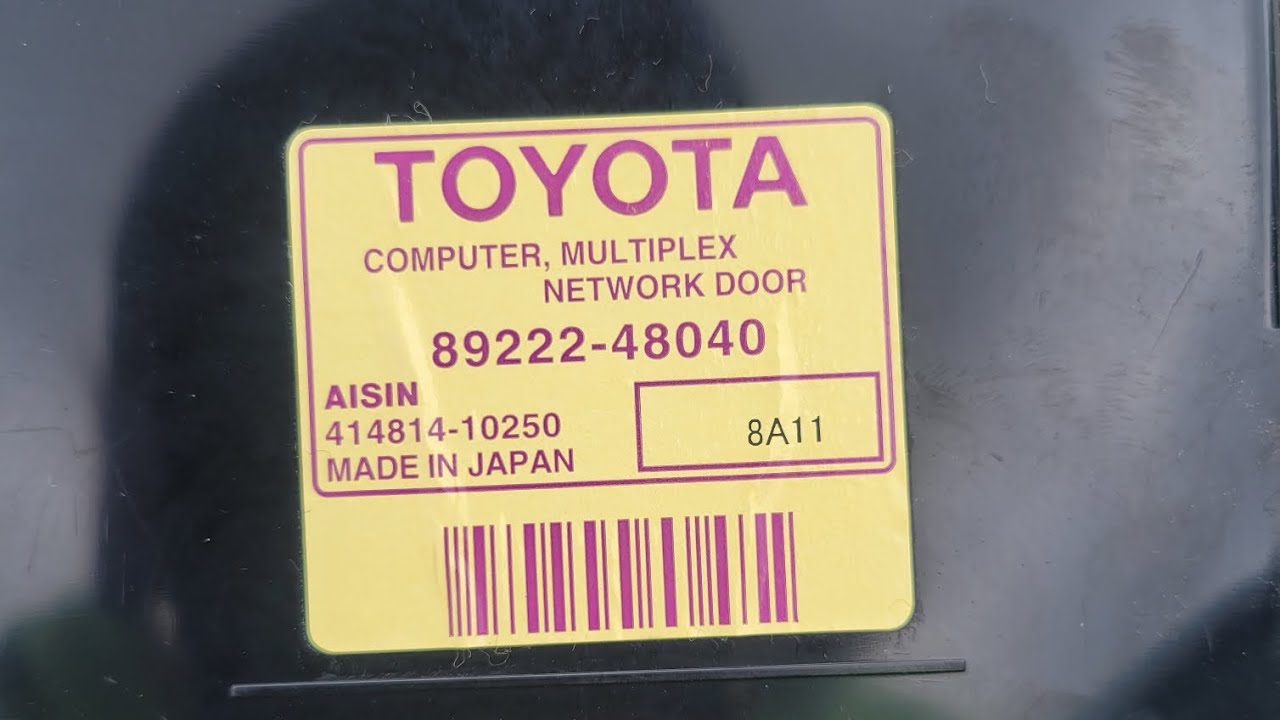 TOYOTA
COMPUTER, MULTIPLEX
NETWORK DOOR
89222-48040
AISIN
414814-10250
8A11
MADE IN JAPAN